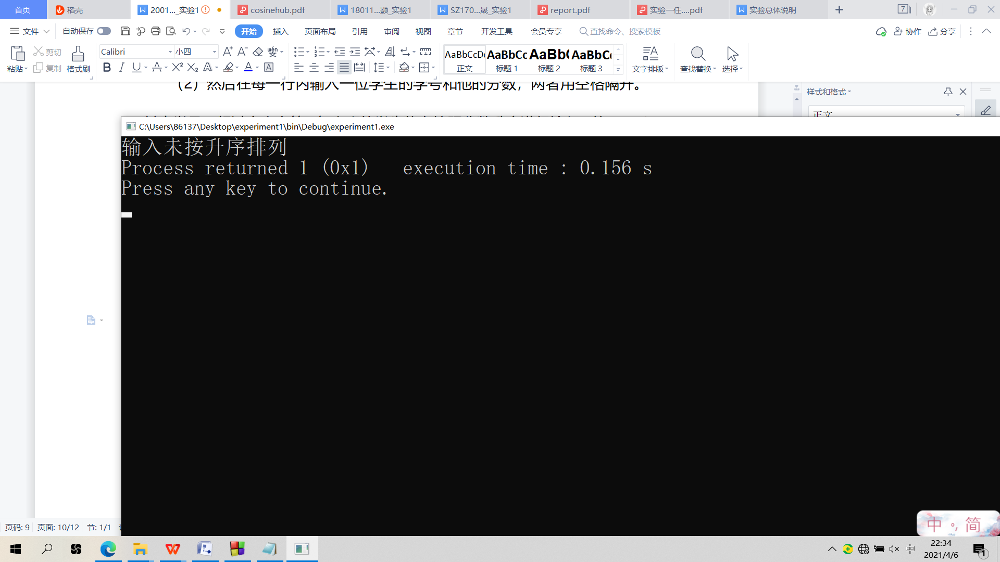 首页
稻壳
2001..._实验1
cosinehub.pdf
18011...题_实验1
SZ170...晟_实验1
report.pdf
实验一任....pdf
实验总体说明
7
文件
自动保存
开始
插入
页面布局
引用
审阅
视图
章节
开发工具
会员专享
查找命令、搜索模板
协作
分享
粘贴
剪切
复制
格式刷
Calibri
小四
AaBbCcDc
正文
AaBbCc
标题 1
AaBb(
标题 2
AaBbC
标题 3
文字排版
查找替换
选择
（2）然后在每一行内输入一位学生的学号和他的分数，两者用空格隔开。
样式和格式
正文
C:\Users\86137\Desktop\experiment1\bin\Debug\experiment1.exe
输入未按升序排列
Process returned 1 (0x1)   execution time : 0.156 s
Press any key to continue.
页码: 9
页面: 10/12
节: 1/1
中 °, 简
中
22:34
2021/4/6
1